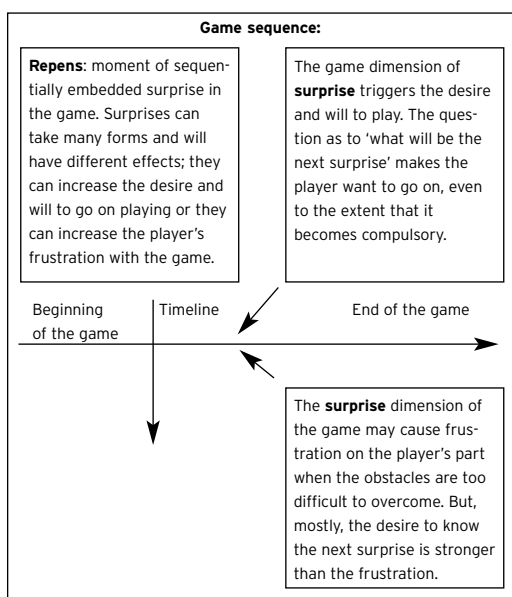 Game sequence:
Repens: moment of sequen-
tially embedded surprise in
the game. Surprises can
take many forms and will
have different effects; they
can increase the desire and
will to go on playing or they
can increase the player's
frustration with the game.
The game dimension of
surprise triggers the desire
and will to play. The ques-
tion as to ‘what will be the
next surprise’ makes the
player want to go on, even
to the extent that it
becomes compulsory.
Beginning
of the game
Timeline
End of the game
The surprise dimension of
the game may cause frus-
tration on the player's part
when the obstacles are too
difficult to overcome. But,
mostly, the desire to know
the next surprise is stronger
than the frustration.